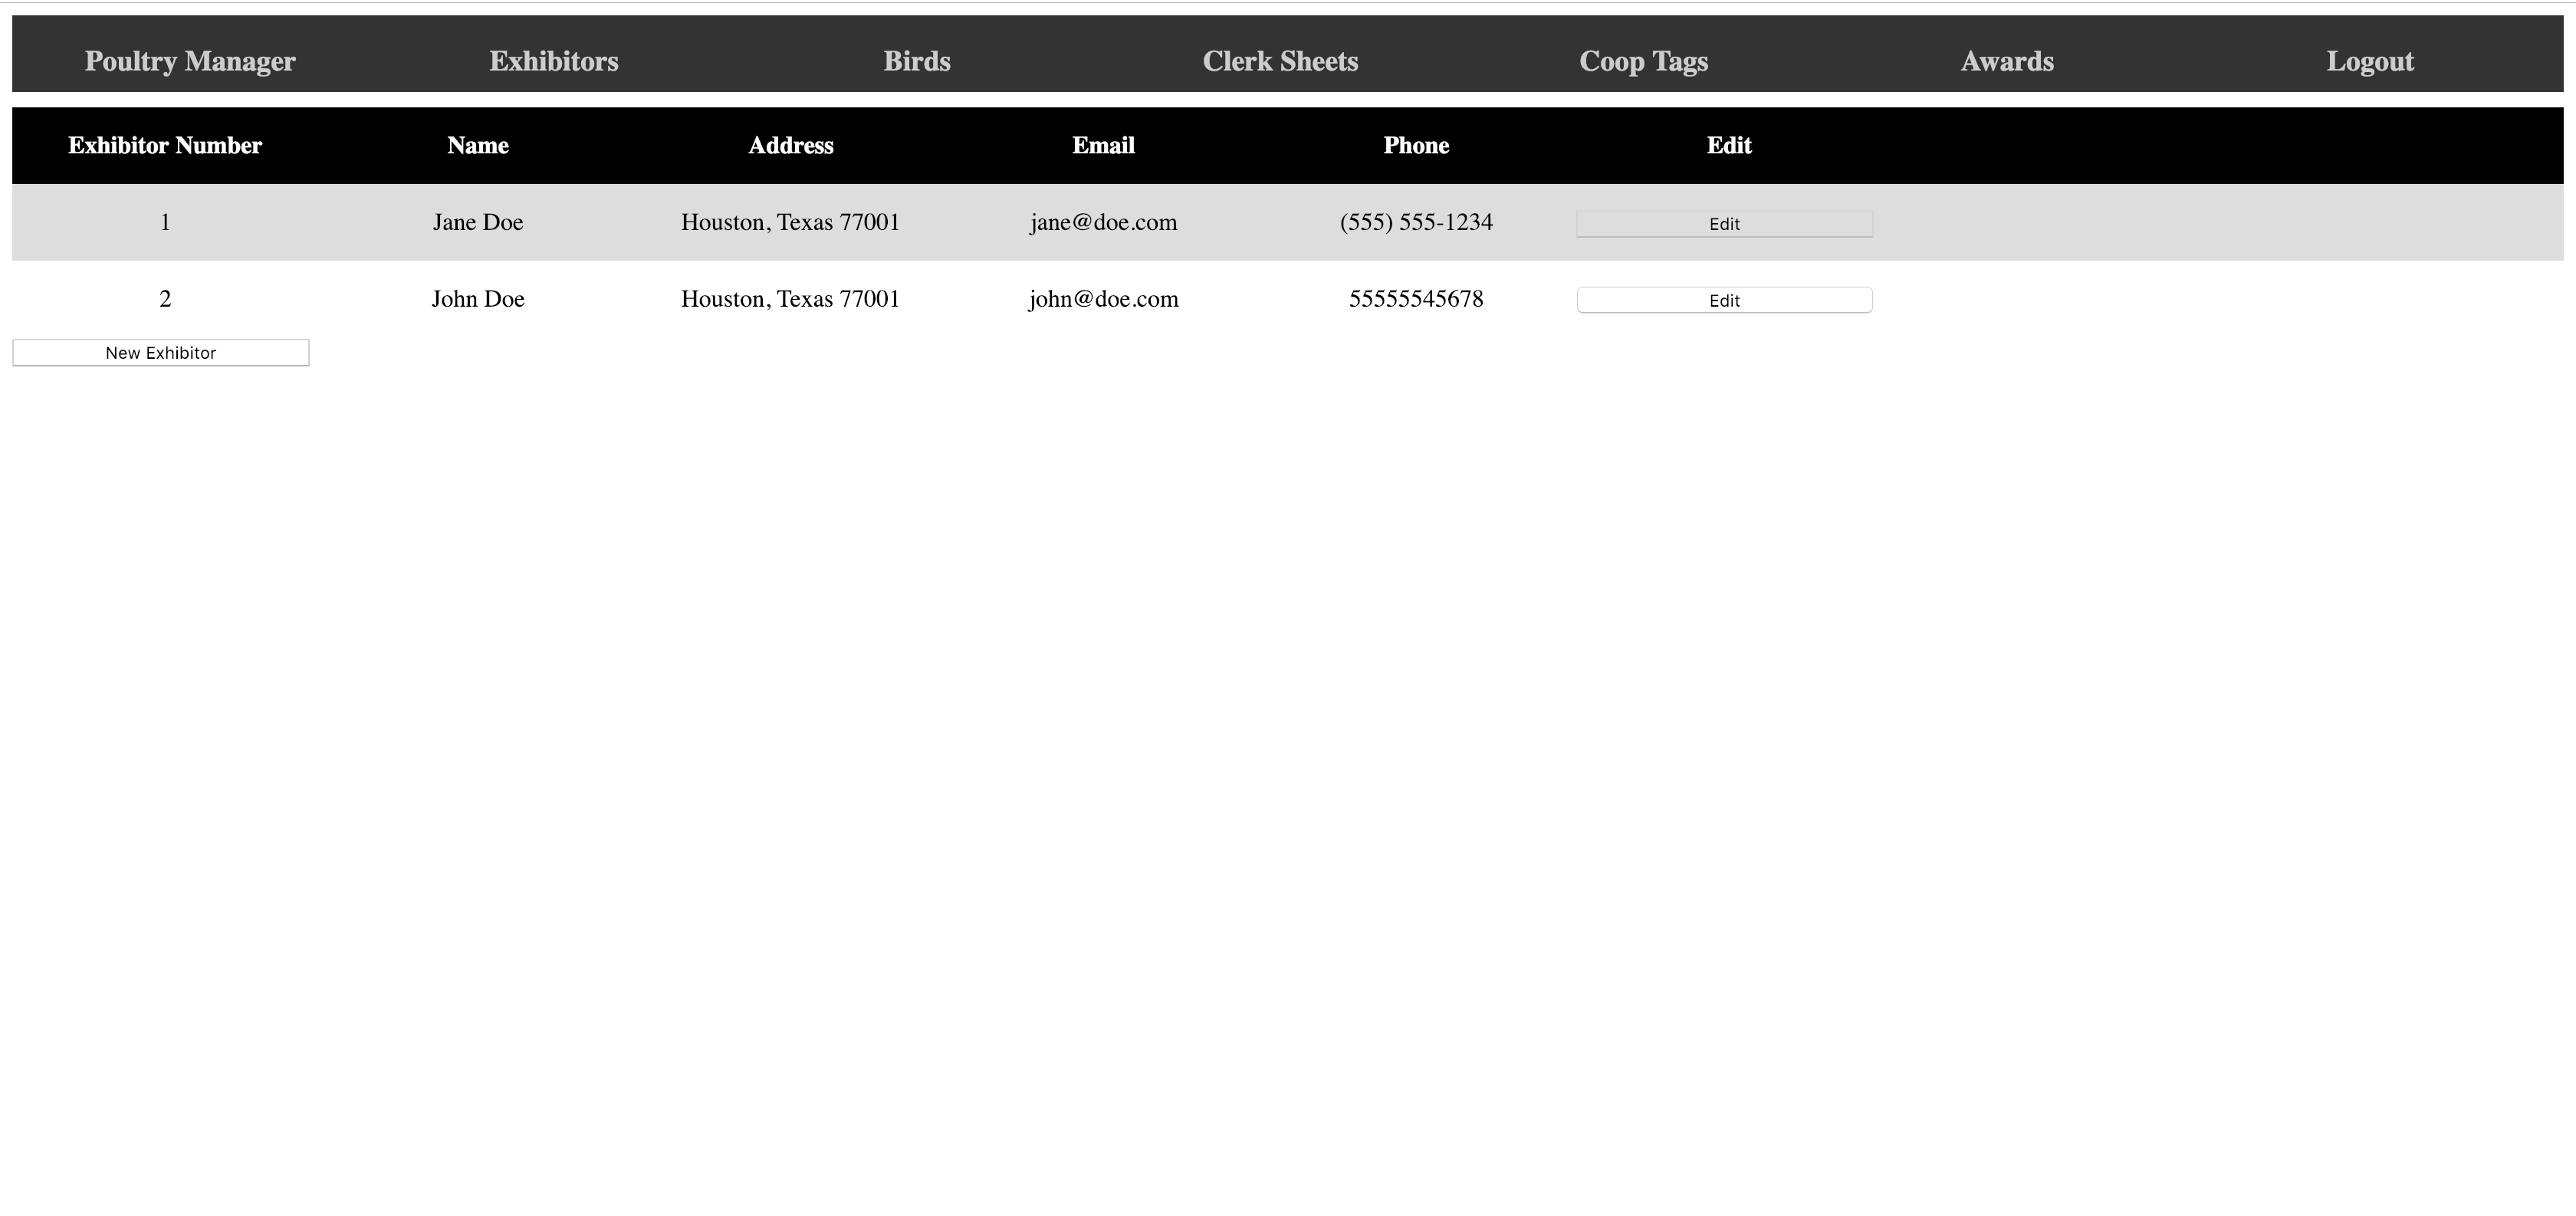 Poultry Manager Exhibitors Birds Clerk Sheets Coop Tags Awards Logout
Exhibitor Number Name Address Email Phone Edit
1 Jane Doe Houston, Texas 77001 jane@doe.com (555) 555-1234 Edit
2 John Doe Houston, Texas 77001 john@doe.com 55555545678 Edit
New Exhibitor